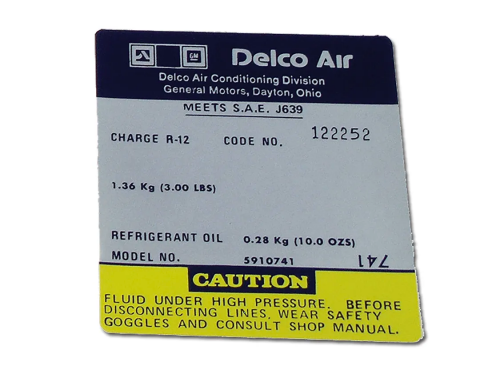 GM Delco Air
Delco Air Conditioning Division
General Motors, Dayton, Ohio
MEETS S.A.E. J639
CHARGE R-12 CODE NO. 122252
1.36 Kg (3.00 LBS)
REFRIGERANT OIL 0.28 Kg (10.0 OZS)
MODEL NO. 5910741 741
CAUTION
FLUID UNDER HIGH PRESSURE. BEFORE
DISCONNECTING LINES, WEAR SAFETY
GOGGLES AND CONSULT SHOP MANUAL.